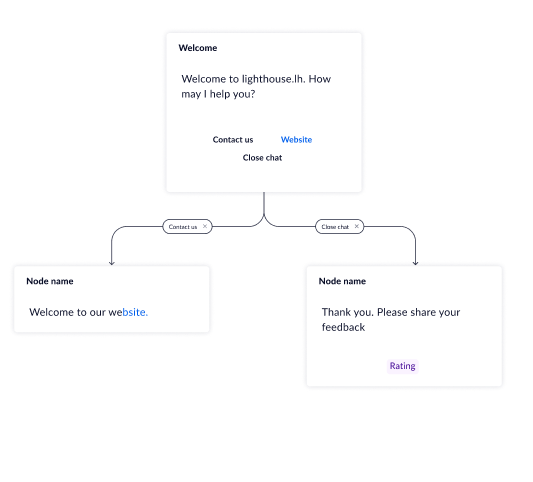 Welcome
Welcome to lighthouse.lh. How
may I help you?
Contact us Website
Close chat
Contact us ×
Close chat ×
Node name
Welcome to our website.
Node name
Thank you. Please share your
feedback
Rating